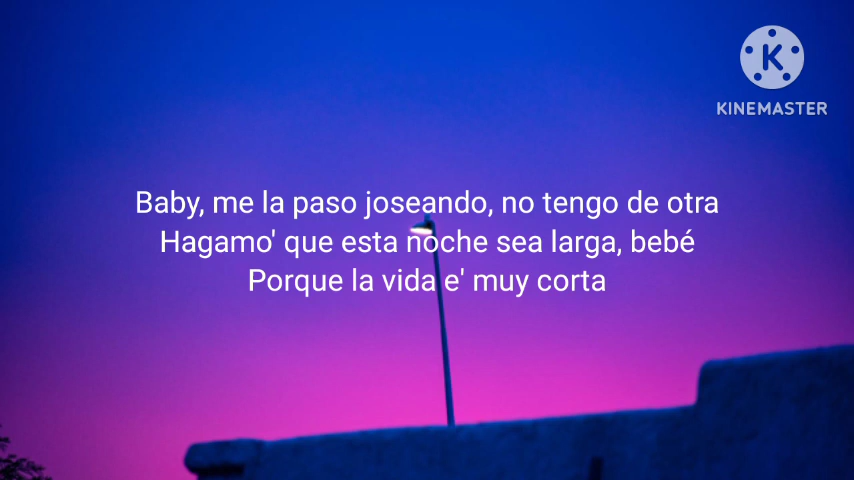 KINEMASTER
Baby, me la paso joseando, no tengo de otra
Hagamo' que esta noche sea larga, bebé
Porque la vida e' muy corta